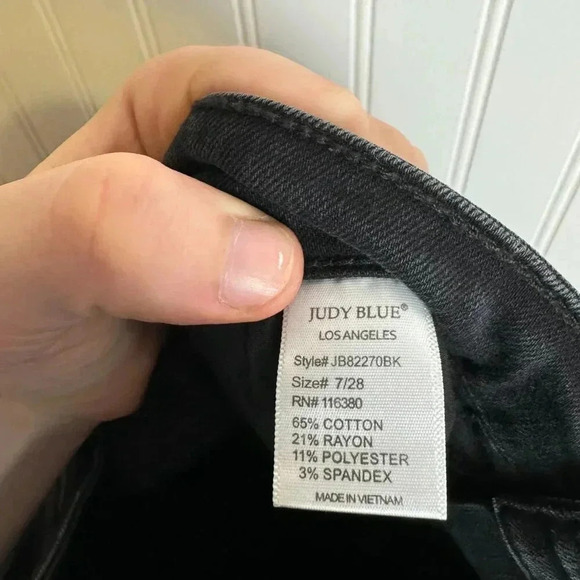 JUDY BLUE®
LOS ANGELES
Style# JB82270BK
Size# 7/28
RN# 116380
65% COTTON
21% RAYON
11% POLYESTER
3% SPANDEX
MADE IN VIETNAM